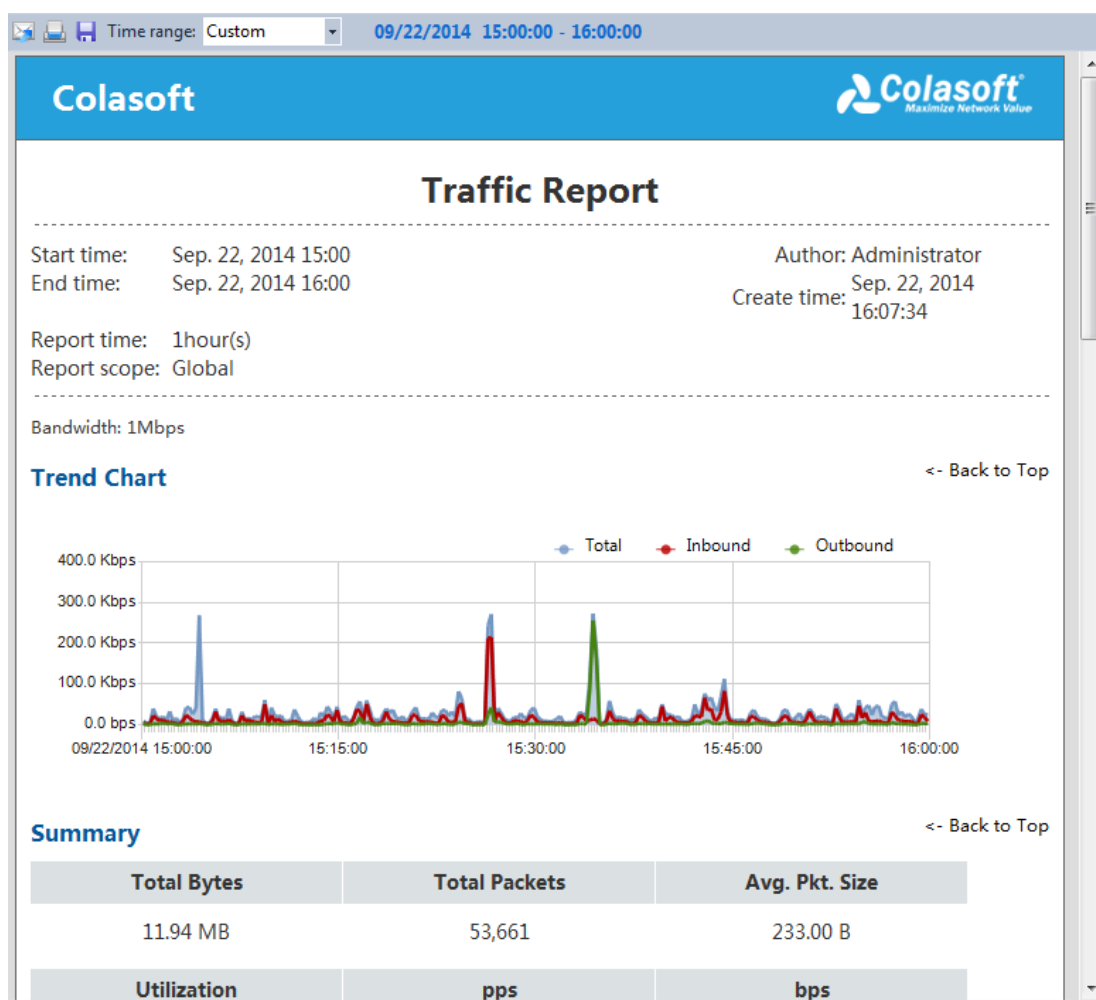 Time range: Custom 09/22/2014 15:00:00 - 16:00:00
Colasoft
Colasoft
Maximize Network Value
Traffic Report
Start time: Sep. 22, 2014 15:00
End time: Sep. 22, 2014 16:00
Author: Administrator
Create time: Sep. 22, 2014
16:07:34
Report time: 1hour(s)
Report scope: Global
Bandwidth: 1Mbps
Trend Chart
<- Back to Top
Total Inbound Outbound
400.0 Kbps
300.0 Kbps
200.0 Kbps
100.0 Kbps
0.0 bps
09/22/2014 15:00:00 15:15:00 15:30:00 15:45:00 16:00:00
Summary
<- Back to Top
Total Bytes Total Packets Avg. Pkt. Size
11.94 MB 53,661 233.00 B
Utilization pps bps